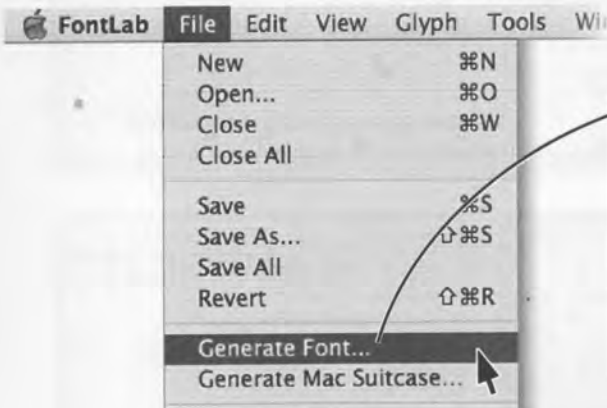 FontLab File Edit View Glyph Tools
New ⌘N
Open... ⌘O
Close ⌘W
Close All
Save ⌘S
Save As... ⇧⌘S
Save All
Revert ⇧⌘R
Generate Font...
Generate Mac Suitcase...